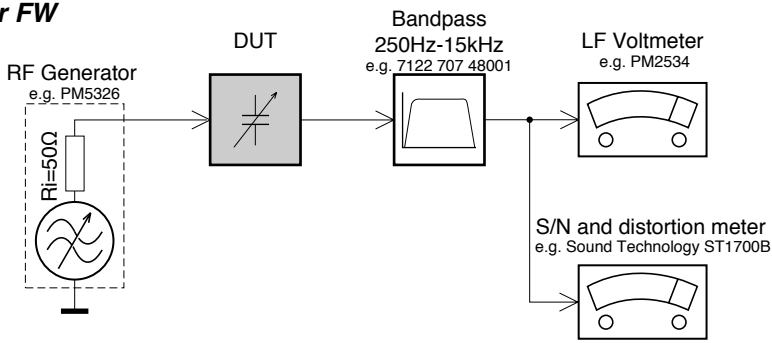 r FW
Bandpass
250Hz-15kHz
e.g. 7122 707 48001
DUT
LF Voltmeter
e.g. PM2534
RF Generator
e.g. PM5326
Ri=50Ω
S/N and distortion meter
e.g. Sound Technology ST1700B